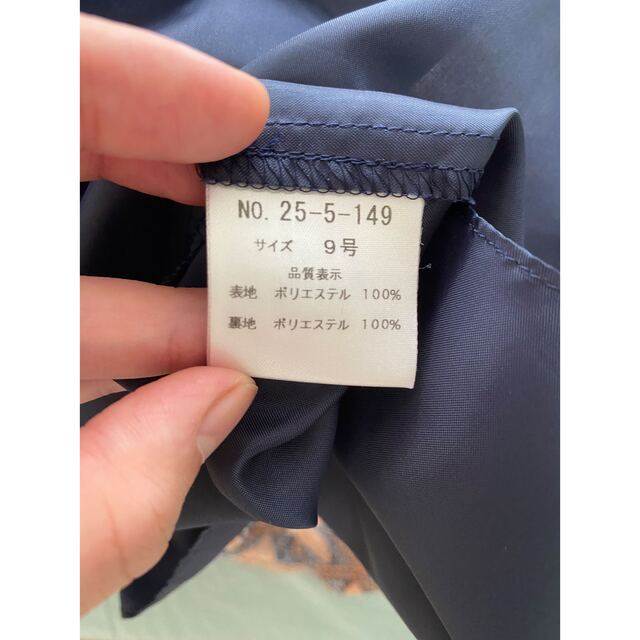 NO. 25-5-149
サイズ 9号
品質表示
表地 ポリエステル 100%
裏地 ポリエステル 100%